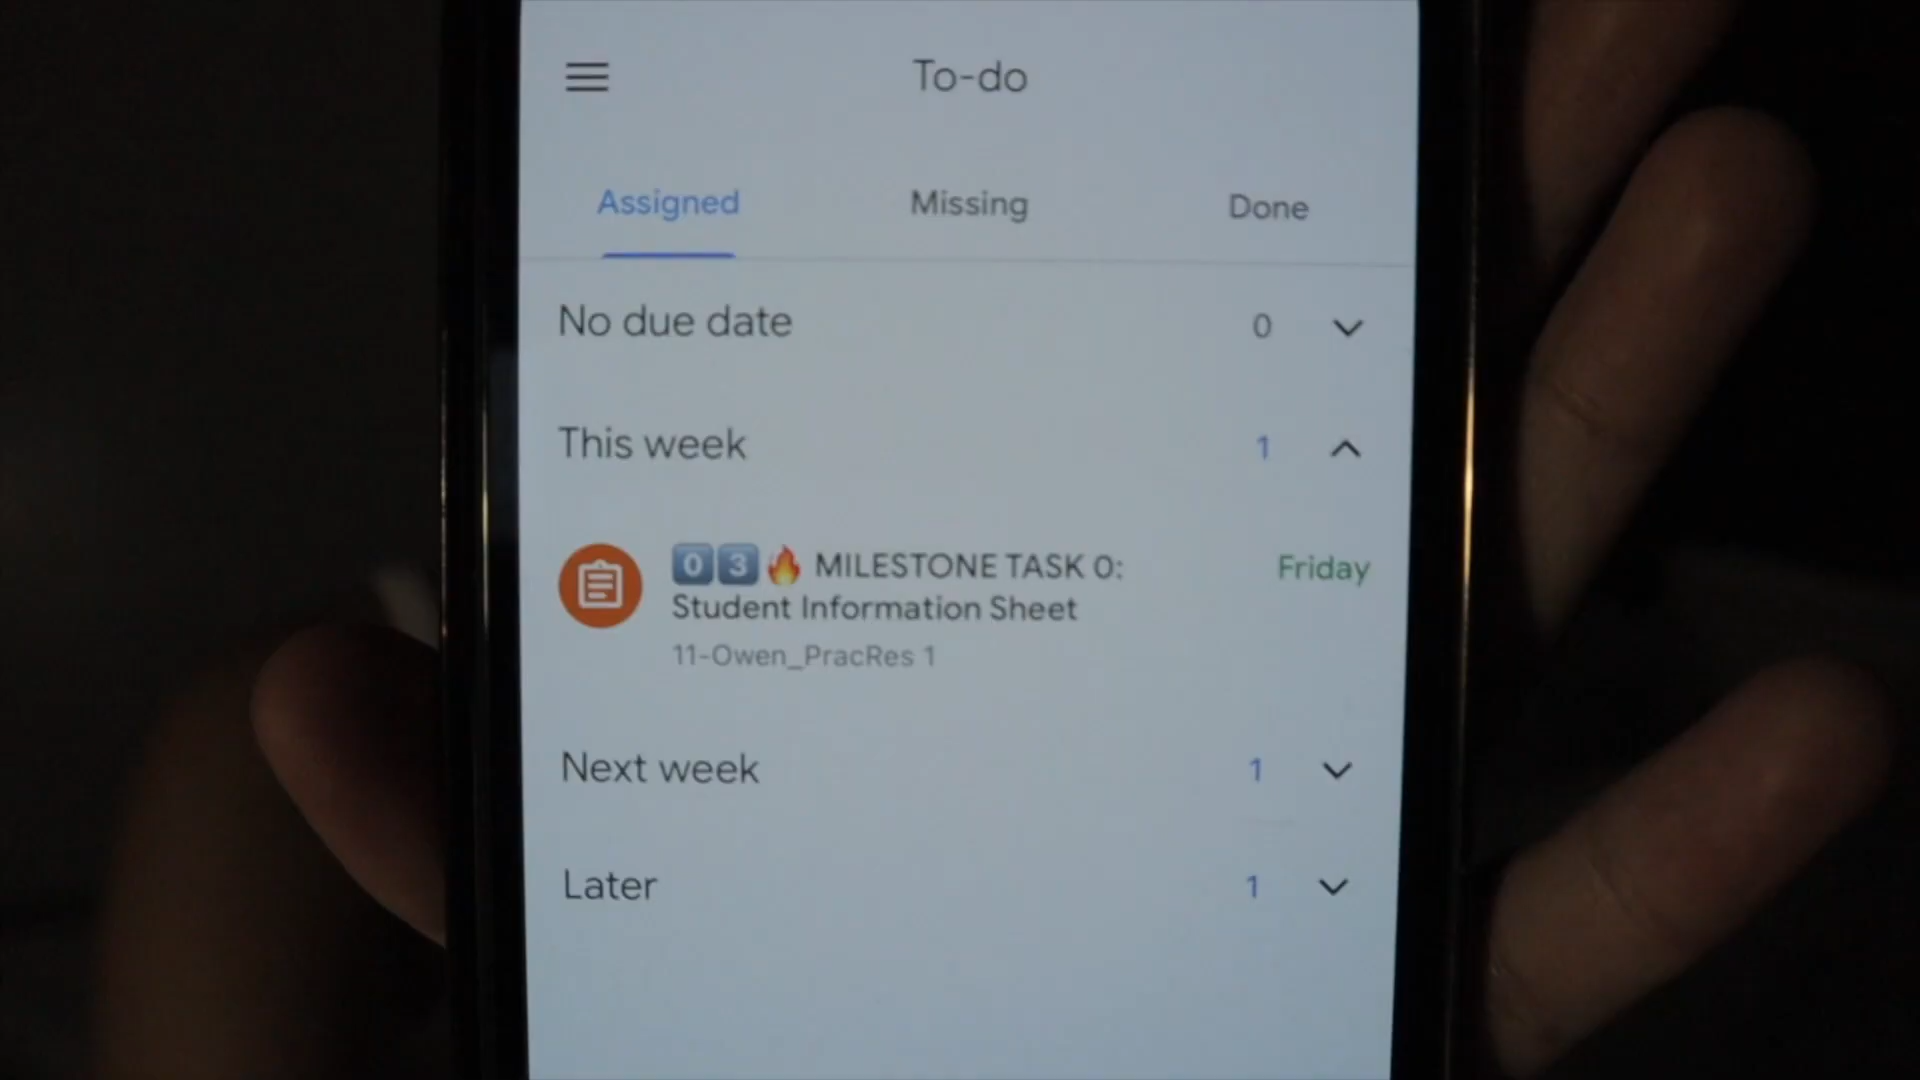 To-do
Assigned Missing Done
No due date 0
This week 1
0️⃣3️⃣🔥 MILESTONE TASK 0: Friday
Student Information Sheet
11-Owen_PracRes 1
Next week 1
Later 1